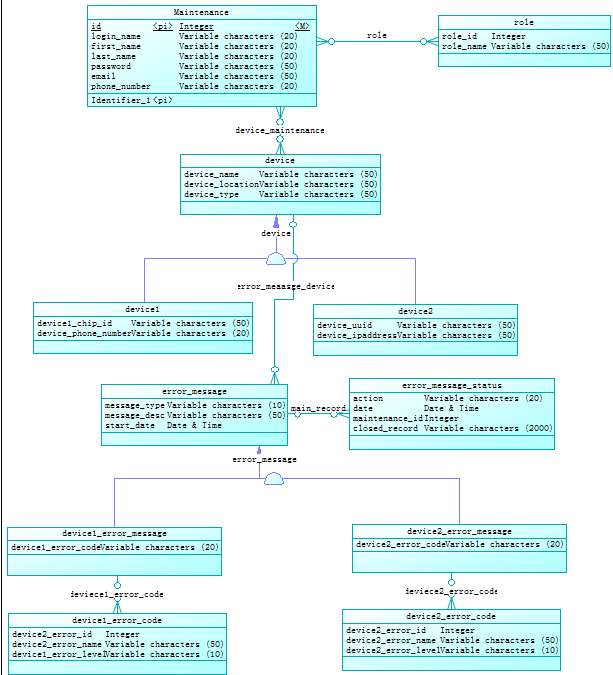 Maintenance
id <pi> Integer <M>
login_name Variable characters (20)
first_name Variable characters (20)
last_name Variable characters (20)
password Variable characters (50)
email Variable characters (50)
phone_number Variable characters (20)
Identifier_1 <pi>
role
role
role_id Integer
role_name Variable characters (50)
device_maintenance
device
device_name Variable characters (50)
device_location Variable characters (50)
device_type Variable characters (50)
device
error_meaasge_device
device1
device1_chip_id Variable characters (50)
device_phone_number Variable characters (20)
device2
device_uuid Variable characters (50)
device_ipaddress Variable characters (50)
error_message
message_type Variable characters (10)
message_desc Variable characters (50)
start_date Date & Time
main_record
error_message_status
action Variable characters (20)
date Date & Time
maintenance_id Integer
closed_record Variable characters (2000)
error_message
device1_error_message
device1_error_code Variable characters (20)
device2_error_message
device2_error_code Variable characters (20)
deviece1_error_code
deviece2_error_code
device1_error_code
device2_error_id Integer
device2_error_name Variable characters (50)
device1_error_level Variable characters (10)
device2_error_code
device2_error_id Integer
device2_error_name Variable characters (50)
device2_error_level Variable characters (10)